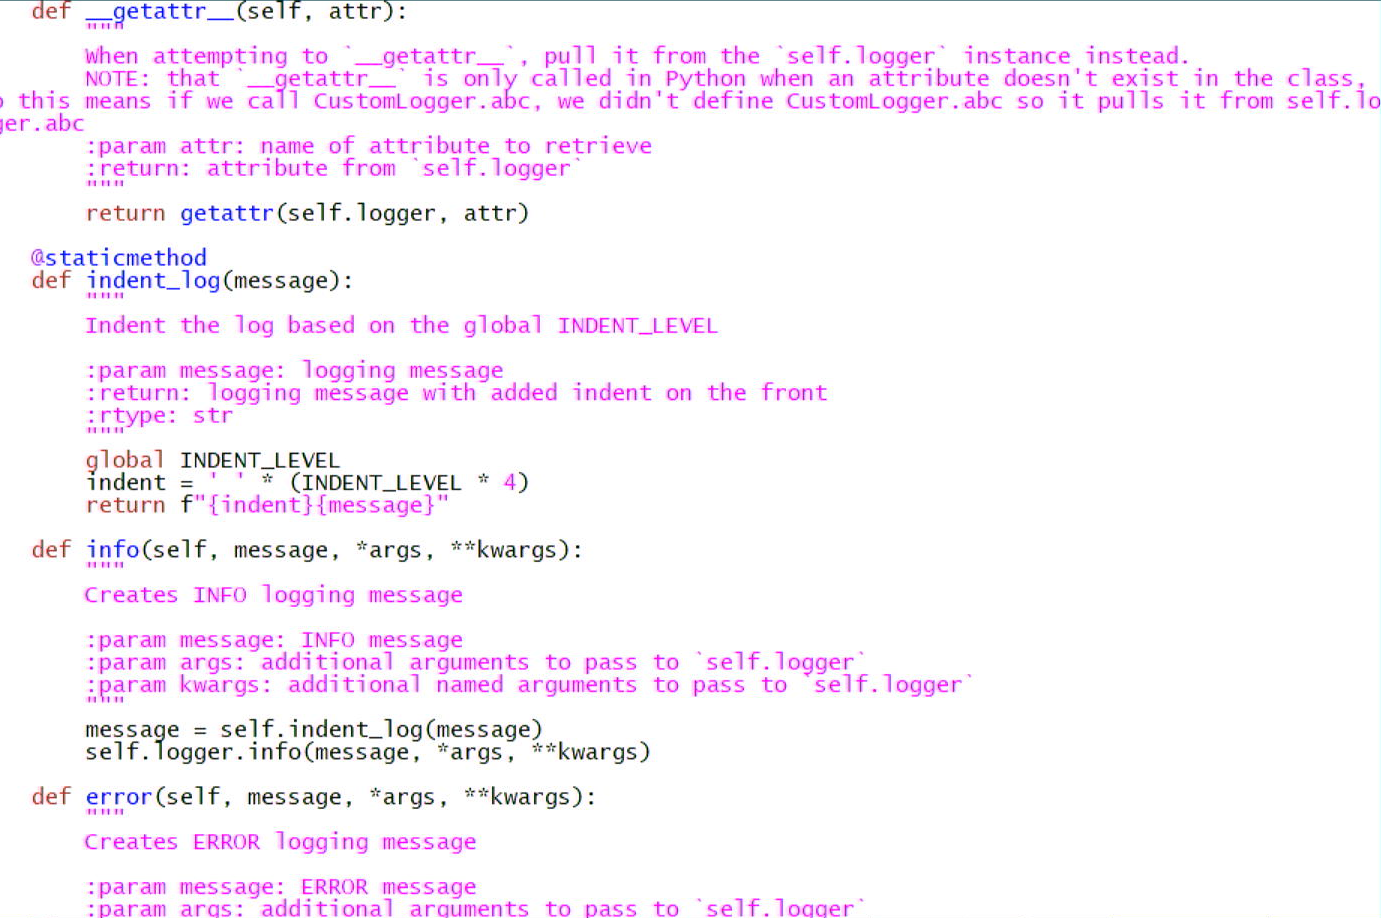 def __getattr__(self, attr):
"""
When attempting to `__getattr__`, pull it from the `self.logger` instance instead.
NOTE: that `__getattr__` is only called in Python when an attribute doesn't exist in the class,
o this means if we call CustomLogger.abc, we didn't define CustomLogger.abc so it pulls it from self.lo
ger.abc
:param attr: name of attribute to retrieve
:return: attribute from `self.logger`
"""
return getattr(self.logger, attr)
@staticmethod
def indent_log(message):
"""
Indent the log based on the global INDENT_LEVEL
:param message: logging message
:return: logging message with added indent on the front
:rtype: str
"""
global INDENT_LEVEL
indent = ' ' * (INDENT_LEVEL * 4)
return f"{indent}{message}"
def info(self, message, *args, **kwargs):
"""
Creates INFO logging message
:param message: INFO message
:param args: additional arguments to pass to `self.logger`
:param kwargs: additional named arguments to pass to `self.logger`
"""
message = self.indent_log(message)
self.logger.info(message, *args, **kwargs)
def error(self, message, *args, **kwargs):
"""
Creates ERROR logging message
:param message: ERROR message
:param args: additional arguments to pass to `self.logger`